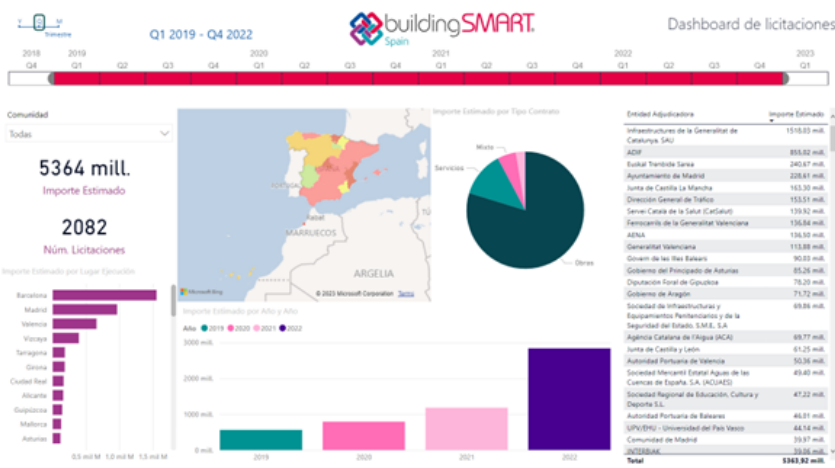 Y
M
Trimestre
Q1 2019 - Q4 2022
buildingSMART.
Spain
Dashboard de licitaciones
2018 2019 2020 2021 2022 2023
Q4 Q1 Q2 Q3 Q4 Q1 Q2 Q3 Q4 Q1 Q2 Q3 Q4 Q1 Q2 Q3 Q4 Q1
Comunidad
Todas
5364 mill.
Importe Estimado
2082
Núm. Licitaciones
Importe Estimado por Lugar Ejecución
Barcelona
Madrid
Valencia
Vizcaya
Tarragona
Girona
Ciudad Real
Alicante
Guipúzcoa
Mallorca
Asturias
0,5 mil M 1,0 mil M 1,5 mil M
Rabat
MARRUECOS
ARGELIA
Microsoft Bing
© 2023 Microsoft Corporation Terms
Importe Estimado por Tipo Contrato
Mixto
Servicios
Obras
Importe Estimado por Año y Año
Año 2019 2020 2021 2022
3000 mill.
2000 mill.
1000 mill.
0 mill.
2019 2020 2021 2022
Entidad Adjudicadora Importe Estimado
Infraestructures de la Generalitat de 1516,03 mill.
Catalunya, SAU
ADIF 855,02 mill.
Euskal Trenbide Sarea 240,67 mill.
Ayuntamiento de Madrid 228,61 mill.
Junta de Castilla La Mancha 165,30 mill.
Dirección General de Tráfico 153,51 mill.
Servei Català de la Salut (CatSalut) 139,92 mill.
Ferrocarrils de la Generalitat Valenciana 136,84 mill.
AENA 136,50 mill.
Generalitat Valenciana 113,88 mill.
Govern de les Illes Balears 90,03 mill.
Gobierno del Principado de Asturias 85,26 mill.
Diputación Foral de Gipuzkoa 78,20 mill.
Gobierno de Aragón 71,72 mill.
Sociedad de Infraestructuras y 69,86 mill.
Equipamientos Penitenciarios y de la
Seguridad del Estado, S.M.E., S.A
Agència Catalana de l'Aigua (ACA) 69,77 mill.
Junta de Castilla y León 61,25 mill.
Autoridad Portuaria de Valencia 50,36 mill.
Sociedad Mercantil Estatal Aguas de las 49,40 mill.
Cuencas de España, S.A. (ACUAES)
Sociedad Regional de Educación, Cultura y 47,22 mill.
Deporte S.L.
Autoridad Portuaria de Baleares 46,01 mill.
UPV/EHU - Universidad del País Vasco 44,14 mill.
Comunidad de Madrid 39,97 mill.
INTERBIAK 39,06 mill.
Total 5363,92 mill.